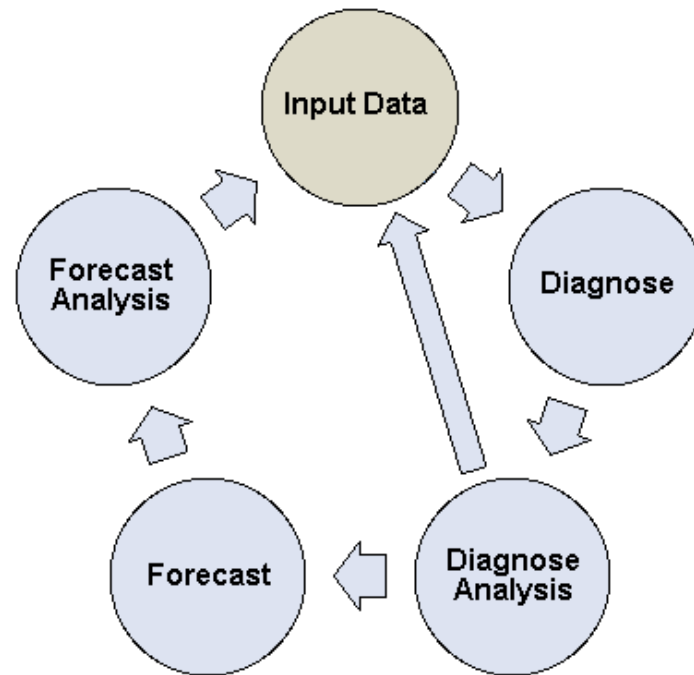 Input Data
Diagnose
Diagnose
Analysis
Forecast
Forecast
Analysis